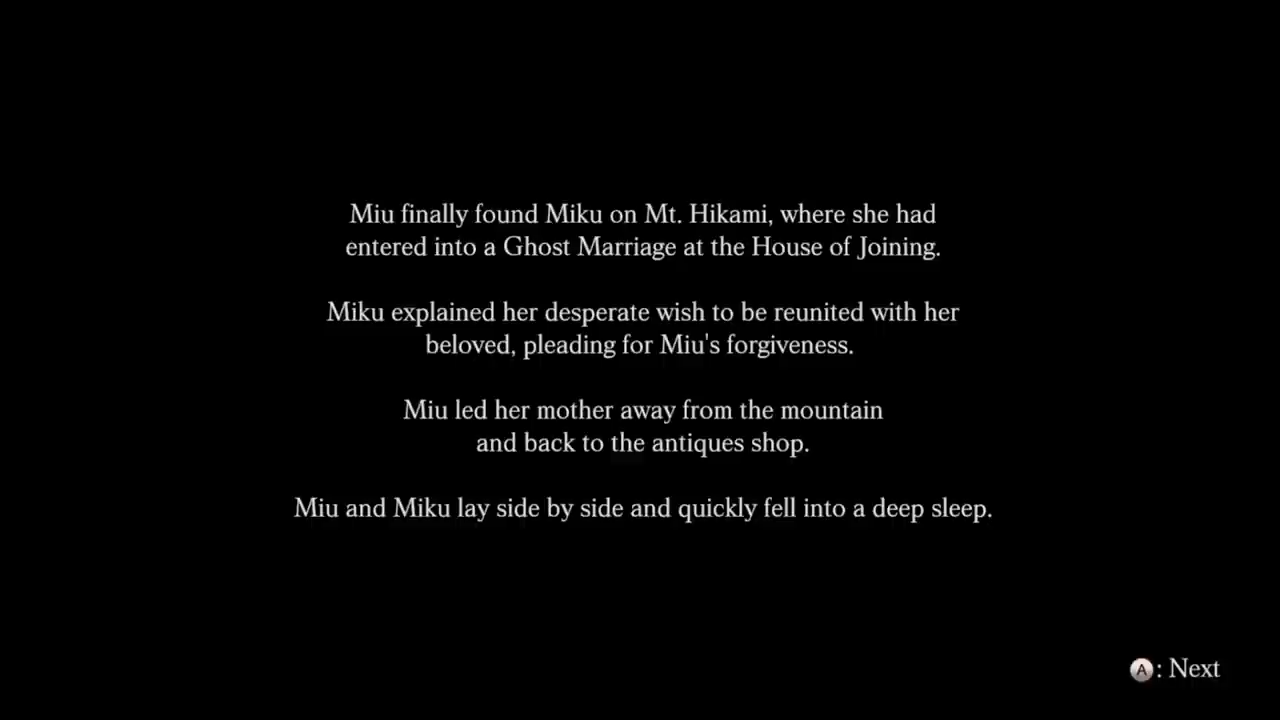 Miu finally found Miku on Mt. Hikami, where she had
entered into a Ghost Marriage at the House of Joining.
Miku explained her desperate wish to be reunited with her
beloved, pleading for Miu's forgiveness.
Miu led her mother away from the mountain
and back to the antiques shop.
Miu and Miku lay side by side and quickly fell into a deep sleep.
A : Next